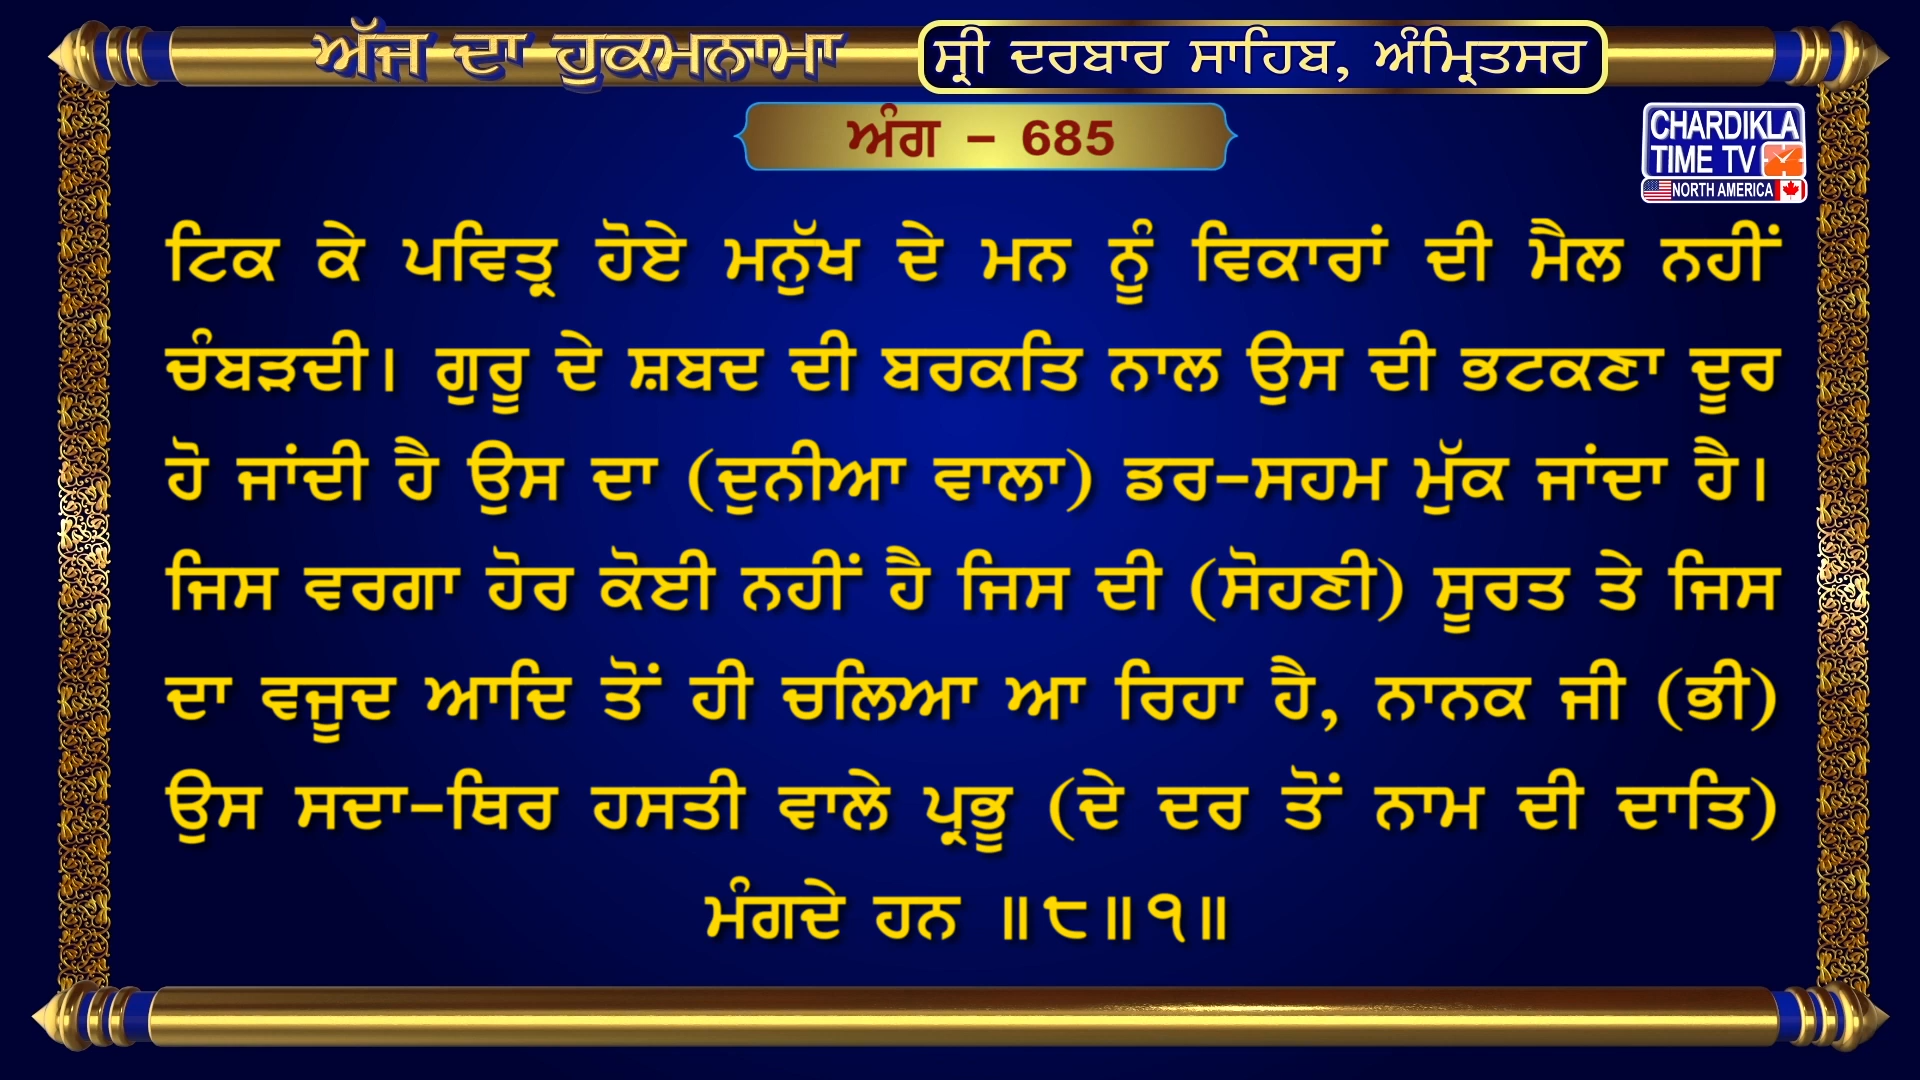 ਅੱਜ ਦਾ ਹੁਕਮਨਾਮਾ
ਸ੍ਰੀ ਦਰਬਾਰ ਸਾਹਿਬ, ਅੰਮ੍ਰਿਤਸਰ
ਅੰਗ - 685
CHARDIKLA
TIME TV
NORTH AMERICA
ਟਿਕ ਕੇ ਪਵਿਤ੍ਰ ਹੋਏ ਮਨੁੱਖ ਦੇ ਮਨ ਨੂੰ ਵਿਕਾਰਾਂ ਦੀ ਮੈਲ ਨਹੀਂ
ਚੰਬੜਦੀ। ਗੁਰੂ ਦੇ ਸ਼ਬਦ ਦੀ ਬਰਕਤਿ ਨਾਲ ਉਸ ਦੀ ਭਟਕਣਾ ਦੂਰ
ਹੋ ਜਾਂਦੀ ਹੈ ਉਸ ਦਾ (ਦੁਨੀਆ ਵਾਲਾ) ਡਰ-ਸਹਮ ਮੁੱਕ ਜਾਂਦਾ ਹੈ।
ਜਿਸ ਵਰਗਾ ਹੋਰ ਕੋਈ ਨਹੀਂ ਹੈ ਜਿਸ ਦੀ (ਸੋਹਣੀ) ਸੂਰਤ ਤੇ ਜਿਸ
ਦਾ ਵਜੂਦ ਆਦਿ ਤੋਂ ਹੀ ਚਲਿਆ ਆ ਰਿਹਾ ਹੈ, ਨਾਨਕ ਜੀ (ਭੀ)
ਉਸ ਸਦਾ-ਥਿਰ ਹਸਤੀ ਵਾਲੇ ਪ੍ਰਭੂ (ਦੇ ਦਰ ਤੋਂ ਨਾਮ ਦੀ ਦਾਤਿ)
ਮੰਗਦੇ ਹਨ ॥੮॥੧॥